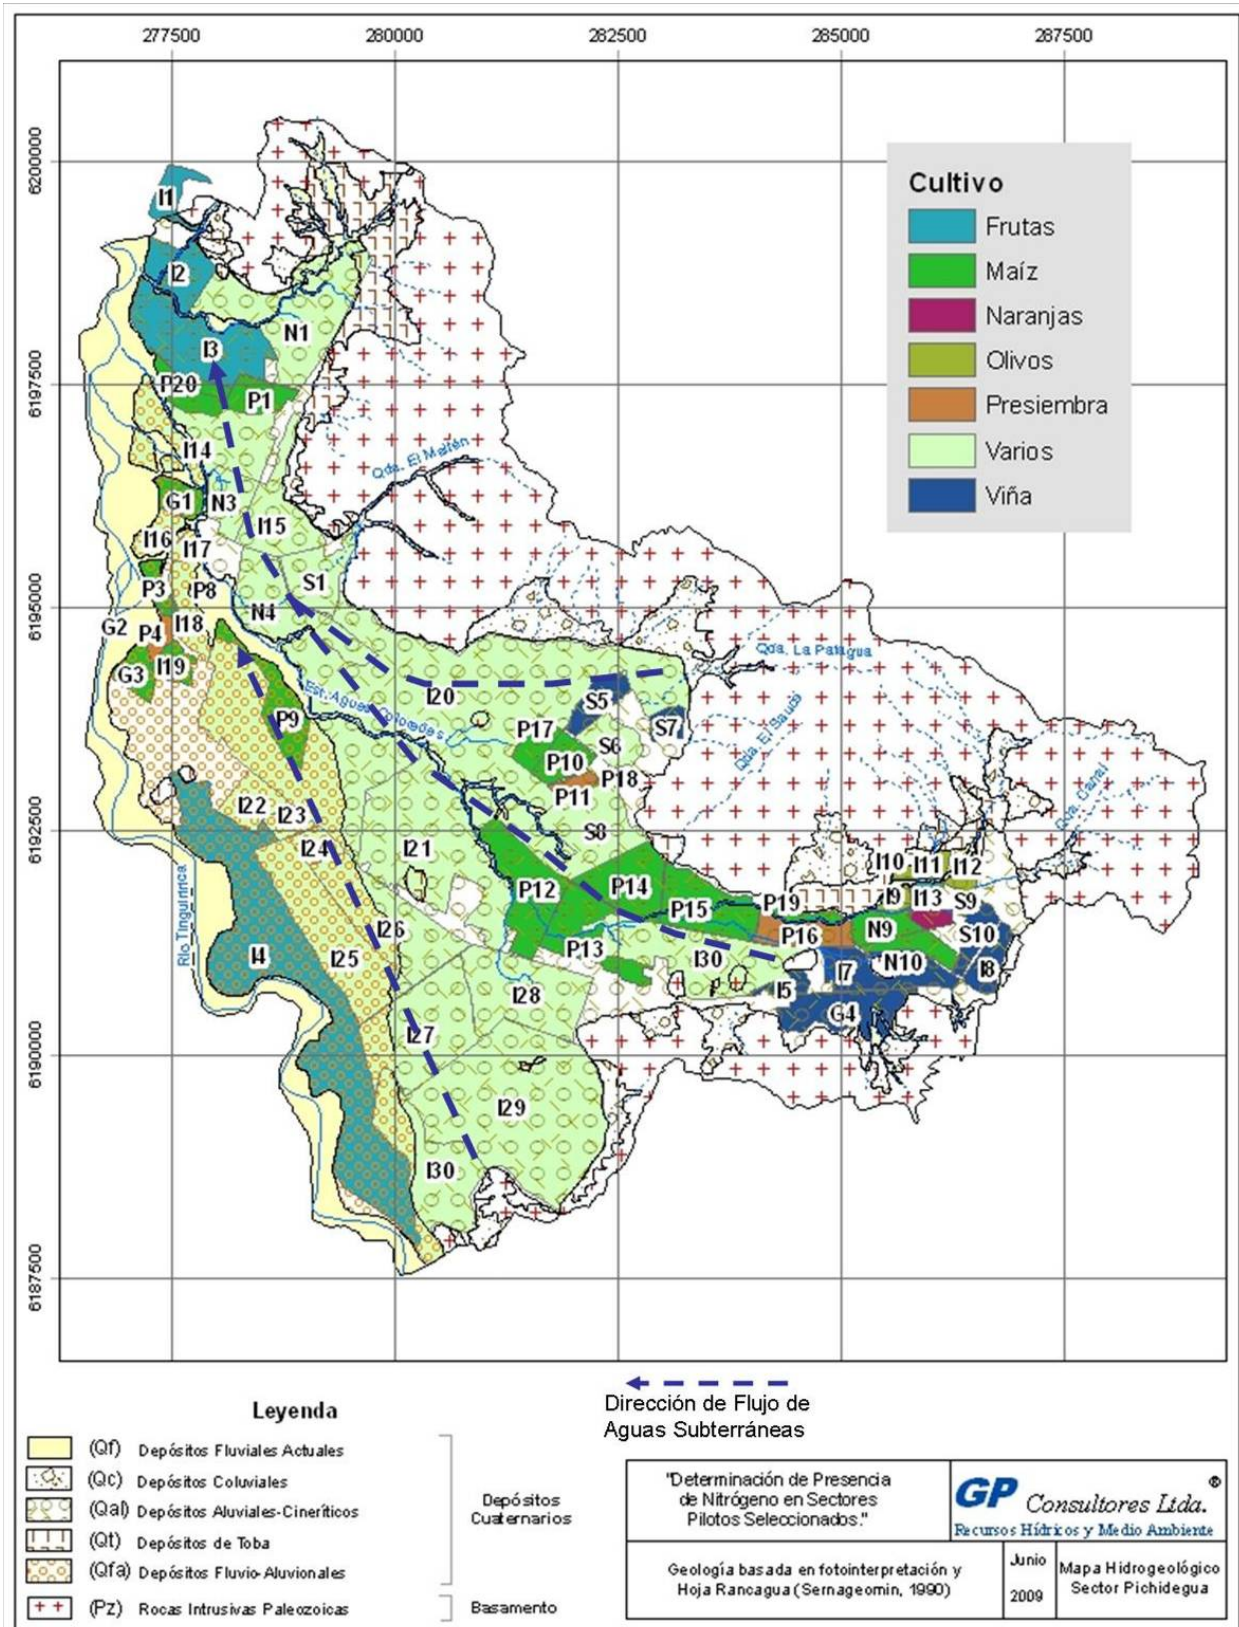 277500 280000 282500 285000 287500
6200000
6197500
6195000
6192500
6190000
6187500
Cultivo
Frutas
Maíz
Naranjas
Olivos
Presiembra
Varios
Viña
I1
I2
N1
I3
P20
P1
I14
Qda. El Maitén
G1
N3
I15
I16
I17
S1
P3
P8
N4
G2
P4
I18
Qda. La Patagua
G3
I19
I20
Est. Aguas Coloradas
S5
S7
P9
P17
S6
Qda. El Sauce
P10
P18
P11
I22
I23
S8
Qda. Canal
I24
I21
I10
I11
I12
P12
P14
I9
I13
S9
P15
P19
I26
P16
N9
S10
Río Tinguiririca
I4
I25
P13
I30
I7
N10
I8
I28
I5
G4
I27
I29
I30
Dirección de Flujo de
Aguas Subterráneas
Leyenda
(Qf) Depósitos Fluviales Actuales
(Qc) Depósitos Coluviales
(Qal) Depósitos Aluviales-Cineríticos
(Qt) Depósitos de Toba
(Qfa) Depósitos Fluvio-Aluvionales
(Pz) Rocas Intrusivas Paleozoicas
Depósitos
Cuaternarios
Basamento
"Determinación de Presencia
de Nitrógeno en Sectores
Pilotos Seleccionados."
GP Consultores Ltda. ®
Recursos Hídricos y Medio Ambiente
Geología basada en fotointerpretación y
Hoja Rancagua (Sernageomin, 1990)
Junio
2009
Mapa Hidrogeológico
Sector Pichidegua